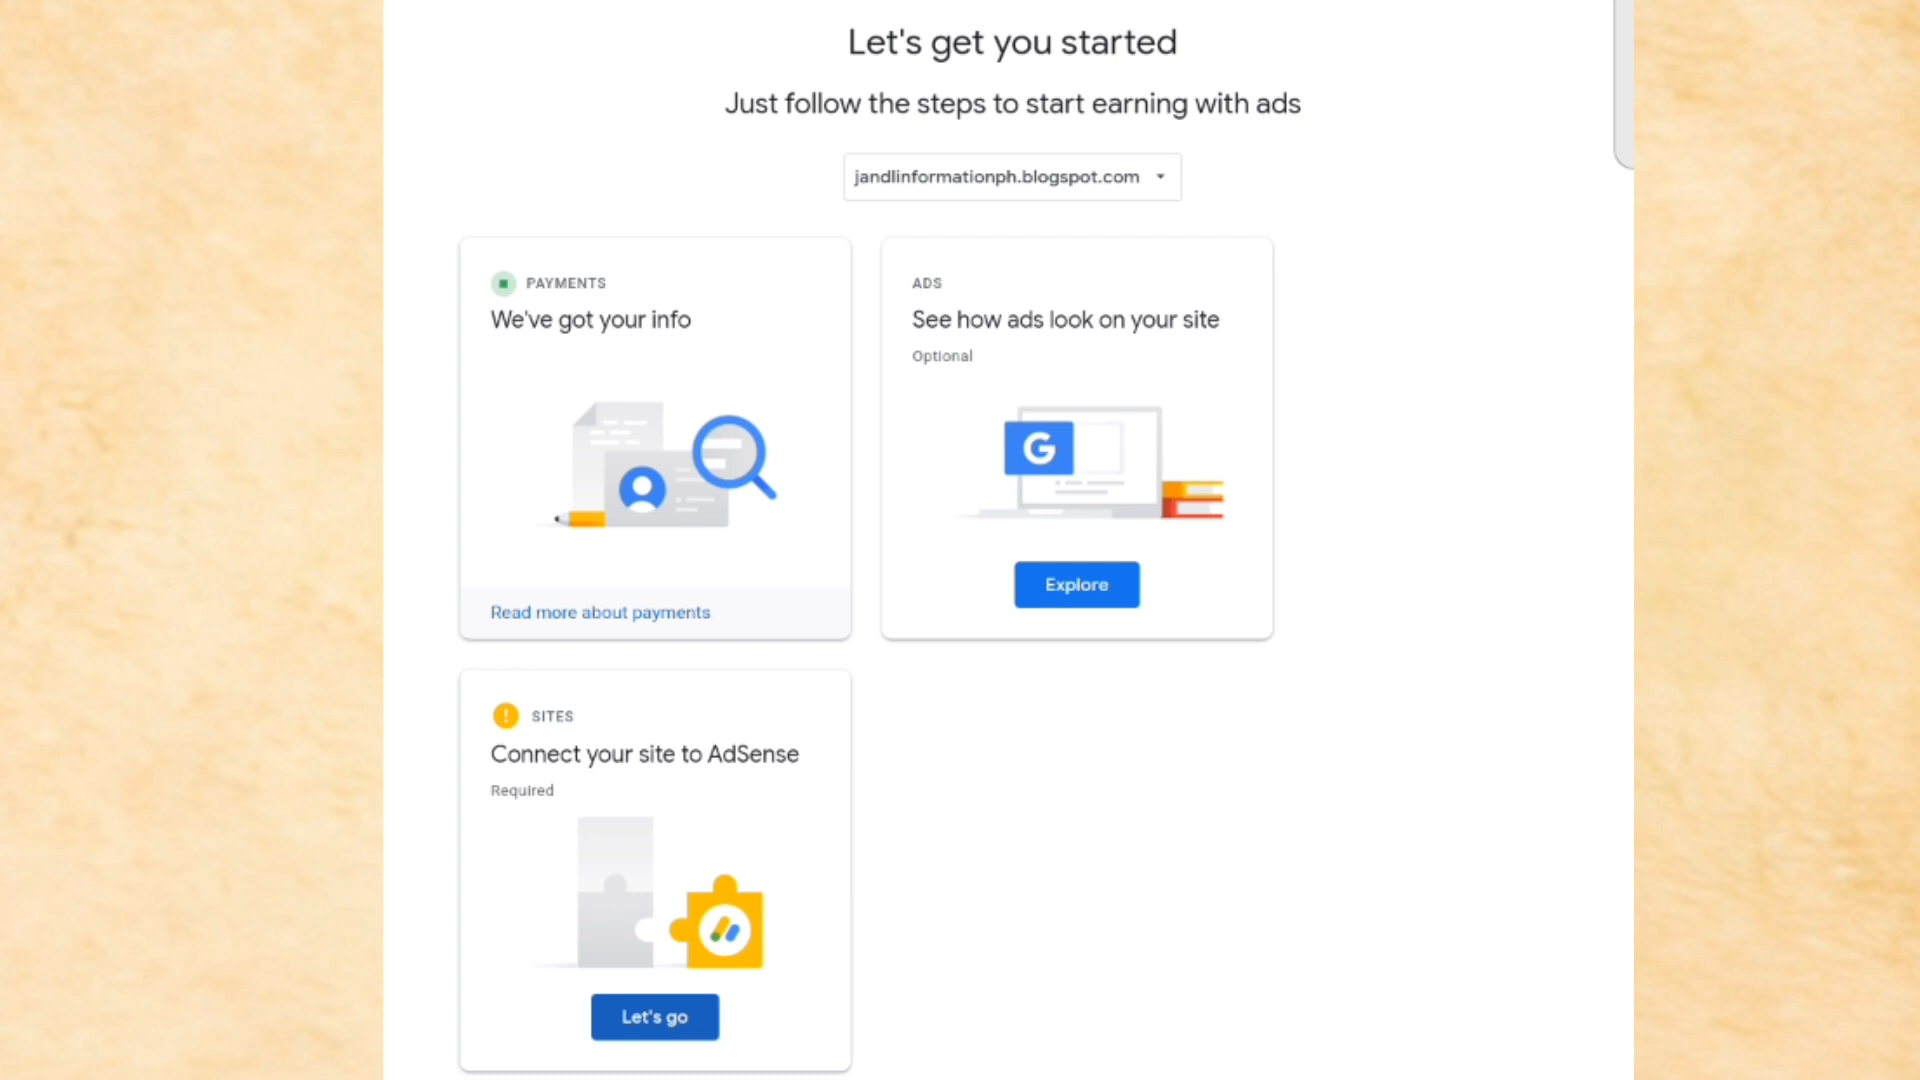 Let's get you started
Just follow the steps to start earning with ads
jandlinformationph.blogspot.com
PAYMENTS
We've got your info
Read more about payments
ADS
See how ads look on your site
Optional
G
Explore
SITES
Connect your site to AdSense
Required
Let's go